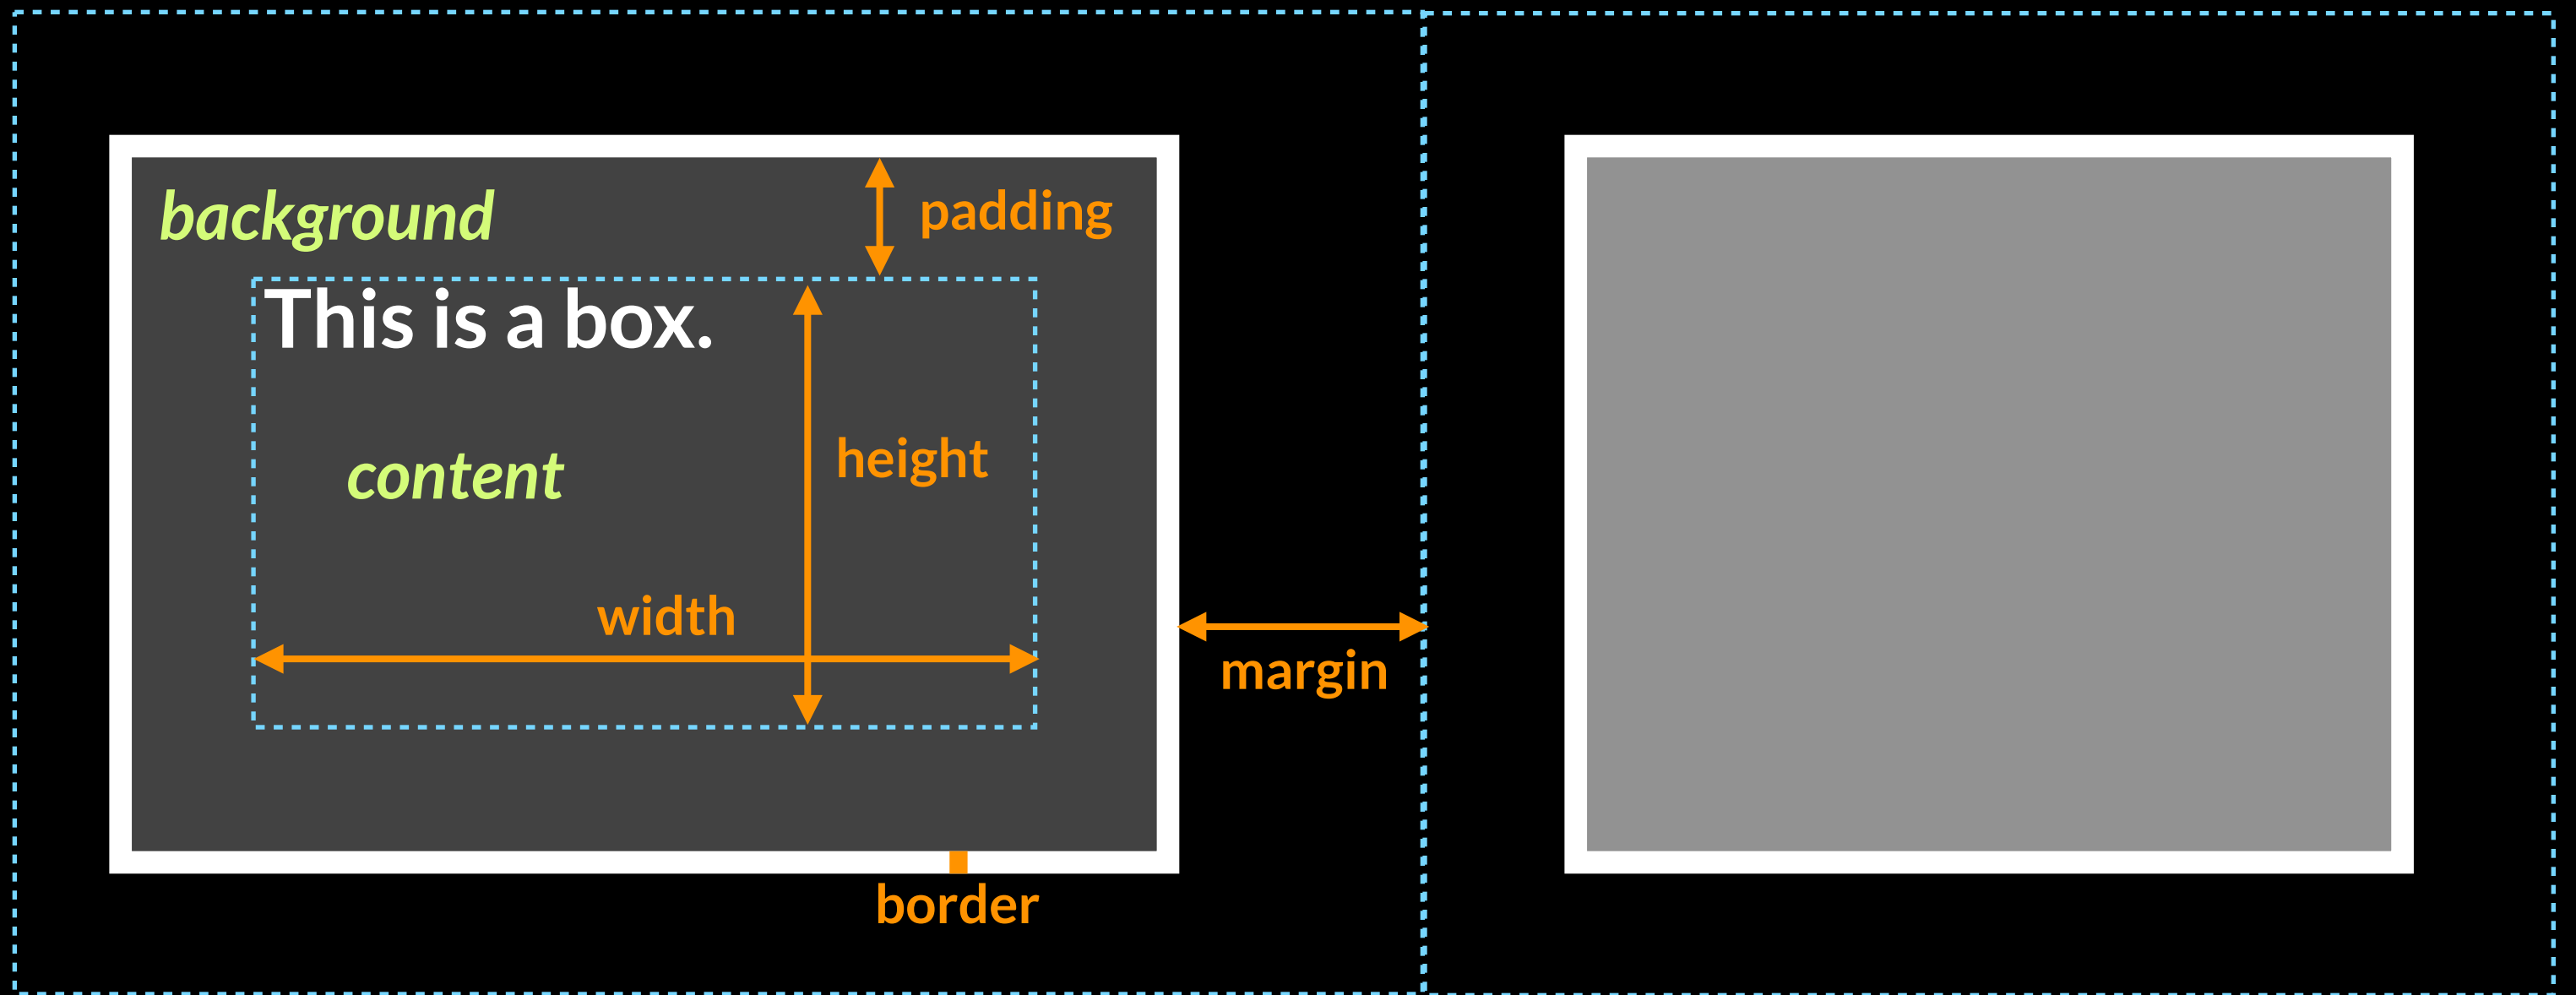 background
padding
This is a box.
height
content
width
margin
border